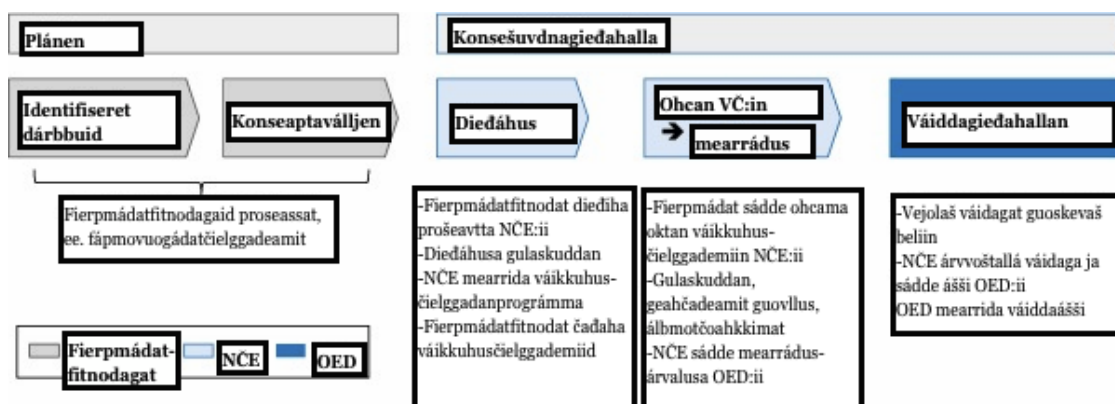 Plánen
Konsešuvdnagieđahalla
Identifiseret
dárbbuid
Konseaptaválljen
Dieđáhus
Ohcan VČ:in
➔ mearrádus
Váiddagieđahallan
Fierpmádatfitnodagaid proseassat,
ee. fápmovuogádatčielggadeamit
-Fierpmádatfitnodat dieđiha
prošeavtta NČE:ii
-Dieđáhusa gulaskuddan
-NČE mearrida váikkuhus-
čielggadanprográmma
-Fierpmádatfitnodat čađaha
váikkuhusčielggademiid
-Fierpmádat sádde ohcama
oktan váikkuhus-
čielggademiin NČE:ii
-Gulaskuddan,
geahčadeamit guovllus,
álbmotčoahkkimat
-NČE sádde mearrádus-
árvalusa OED:ii
-Vejolaš váidagat guoskevaš
beliin
-NČE árvvoštallá váidaga ja
sádde ášši OED:ii
OED mearrida váiddaášši
Fierpmádat-
fitnodagat
NČE
OED